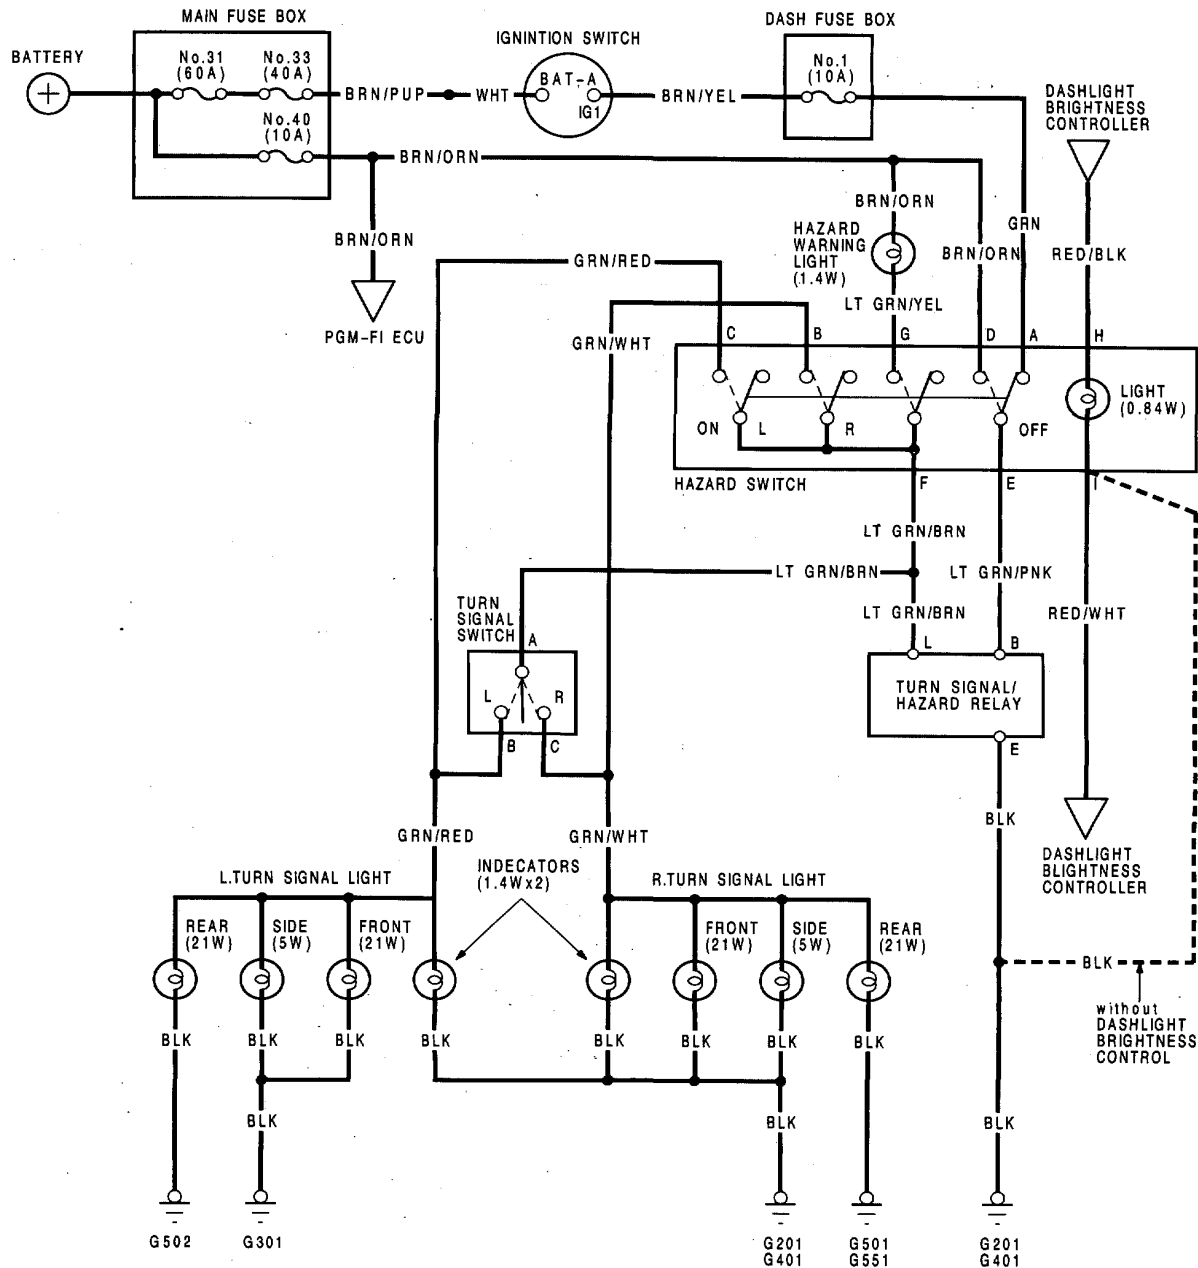 MAIN FUSE BOX
DASH FUSE BOX
IGNINTION SWITCH
BATTERY
No.31
(60A)
No.33
(40A)
No.1
(10A)
BAT-A
IG1
BRN/PUP
WHT
BRN/YEL
DASHLIGHT
BRIGHTNESS
CONTROLLER
No.40
(10A)
BRN/ORN
BRN/ORN
GRN
BRN/ORN
HAZARD
WARNING
LIGHT
(1.4W)
BRN/ORN
RED/BLK
GRN/RED
LT GRN/YEL
PGM-FI ECU
GRN/WHT
C
B
G
D
A
H
LIGHT
(0.84W)
ON
L
R
OFF
HAZARD SWITCH
F
E
I
LT GRN/BRN
LT GRN/BRN
LT GRN/PNK
TURN
SIGNAL
SWITCH
A
LT GRN/BRN
RED/WHT
L
B
L
R
TURN SIGNAL/
HAZARD RELAY
B
C
E
BLK
GRN/RED
GRN/WHT
DASHLIGHT
BLIGHTNESS
CONTROLLER
INDECATORS
(1.4Wx2)
L.TURN SIGNAL LIGHT
R.TURN SIGNAL LIGHT
REAR
(21W)
SIDE
(5W)
FRONT
(21W)
FRONT
(21W)
SIDE
(5W)
REAR
(21W)
BLK
without
DASHLIGHT
BRIGHTNESS
CONTROL
BLK
BLK
BLK
BLK
BLK
BLK
BLK
BLK
BLK
BLK
BLK
G502
G301
G201
G401
G501
G551
G201
G401